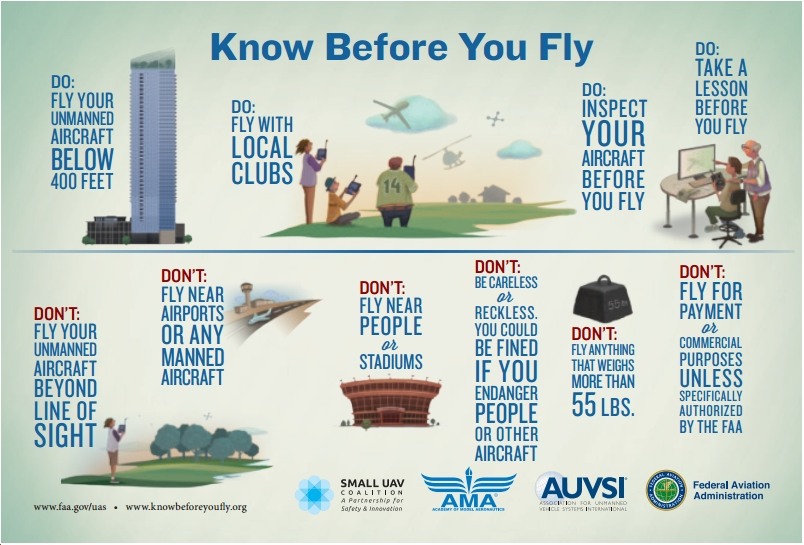 Know Before You Fly
DO:
FLY YOUR
UNMANNED
AIRCRAFT
BELOW
400 FEET
DO:
FLY WITH
LOCAL
CLUBS
14
DO:
INSPECT
YOUR
AIRCRAFT
BEFORE
YOU FLY
DO:
TAKE A
LESSON
BEFORE
YOU FLY
DON'T:
FLY YOUR
UNMANNED
AIRCRAFT
BEYOND
LINE OF
SIGHT
DON'T:
FLY NEAR
AIRPORTS
OR ANY
MANNED
AIRCRAFT
DON'T:
FLY NEAR
PEOPLE
or
STADIUMS
DON'T:
BE CARELESS
or
RECKLESS.
YOU COULD
BE FINED
IF YOU
ENDANGER
PEOPLE
OR OTHER
AIRCRAFT
55 lbs
DON'T:
FLY ANYTHING
THAT WEIGHS
MORE THAN
55 LBS.
DON'T:
FLY FOR
PAYMENT
or
COMMERCIAL
PURPOSES
UNLESS
SPECIFICALLY
AUTHORIZED
BY THE FAA
www.faa.gov/uas • www.knowbeforeyoufly.org
SMALL UAV
COALITION
A Partnership for
Safety & Innovation
AMA
ACADEMY OF MODEL AERONAUTICS
AUVSI
ASSOCIATION FOR UNMANNED
VEHICLE SYSTEMS INTERNATIONAL
Federal Aviation
Administration